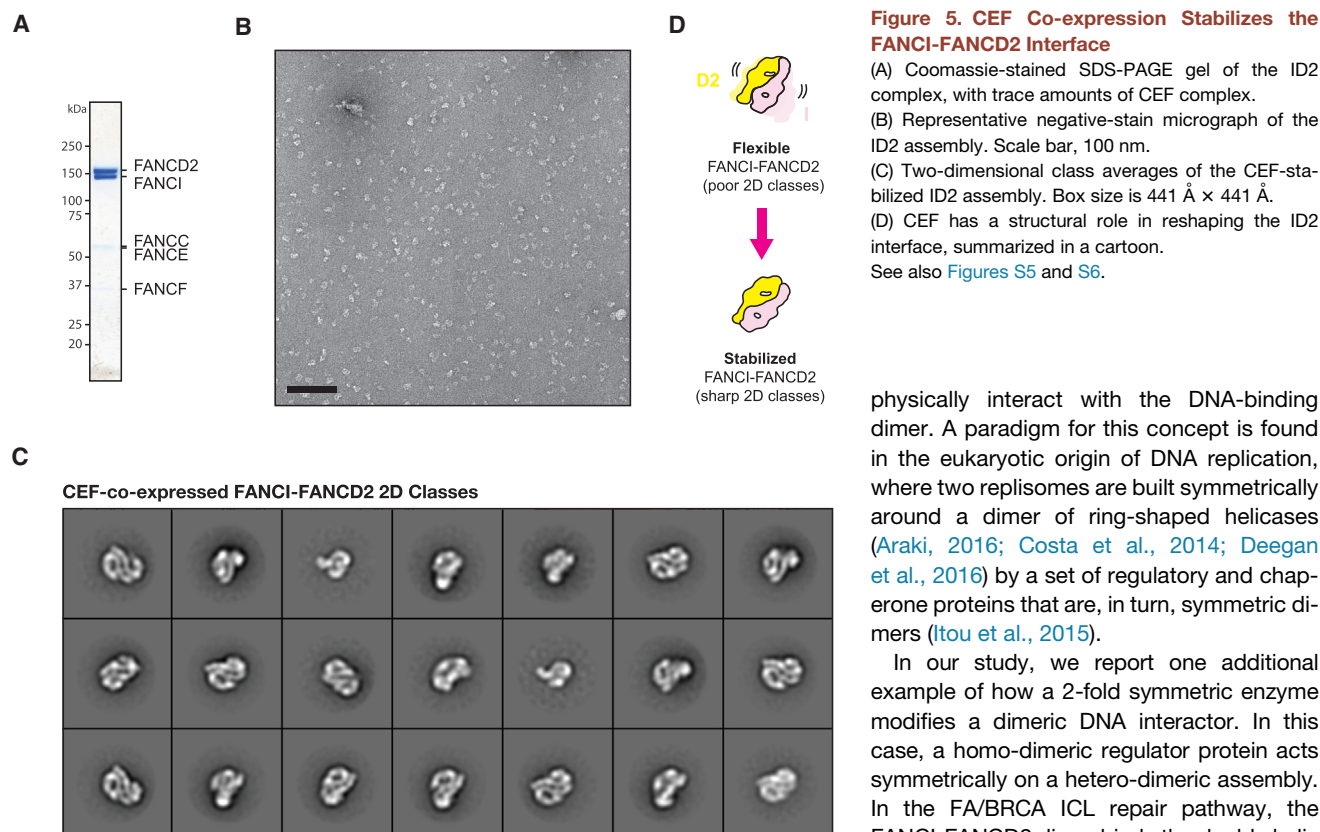 A
kDa
250
150
100
75
50
37
25
20
FANCD2
FANCI
FANCC
FANCE
FANCF
B
D
D2
I
Flexible
FANCI-FANCD2
(poor 2D classes)
Stabilized
FANCI-FANCD2
(sharp 2D classes)
C
CEF-co-expressed FANCI-FANCD2 2D Classes
Figure 5. CEF Co-expression Stabilizes the
FANCI-FANCD2 Interface
(A) Coomassie-stained SDS-PAGE gel of the ID2
complex, with trace amounts of CEF complex.
(B) Representative negative-stain micrograph of the
ID2 assembly. Scale bar, 100 nm.
(C) Two-dimensional class averages of the CEF-sta-
bilized ID2 assembly. Box size is 441 Å × 441 Å.
(D) CEF has a structural role in reshaping the ID2
interface, summarized in a cartoon.
See also Figures S5 and S6.
physically interact with the DNA-binding
dimer. A paradigm for this concept is found
in the eukaryotic origin of DNA replication,
where two replisomes are built symmetrically
around a dimer of ring-shaped helicases
(Araki, 2016; Costa et al., 2014; Deegan
et al., 2016) by a set of regulatory and chap-
erone proteins that are, in turn, symmetric di-
mers (Itou et al., 2015).
In our study, we report one additional
example of how a 2-fold symmetric enzyme
modifies a dimeric DNA interactor. In this
case, a homo-dimeric regulator protein acts
symmetrically on a hetero-dimeric assembly.
In the FA/BRCA ICL repair pathway, the